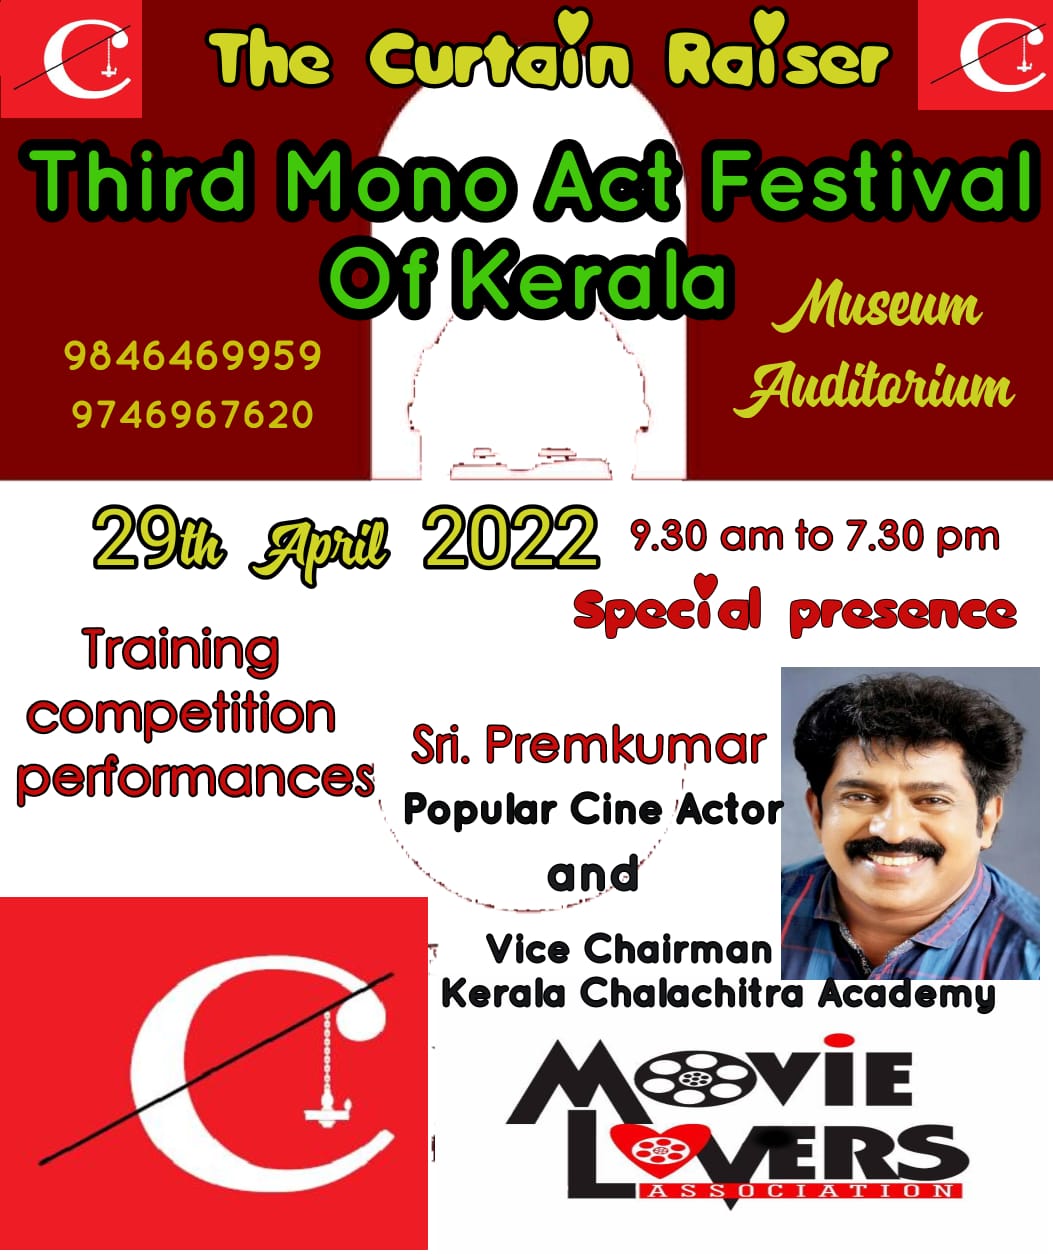 The Curtain Raiser
Third Mono Act Festival
Of Kerala
Museum
Auditorium
9846469959
9746967620
29th April 2022
9.30 am to 7.30 pm
Special presence
Training
competition
performances
Sri. Premkumar
Popular Cine Actor
and
Vice Chairman
Kerala Chalachitra Academy
MOViE
LOVERS
ASSOCIATION